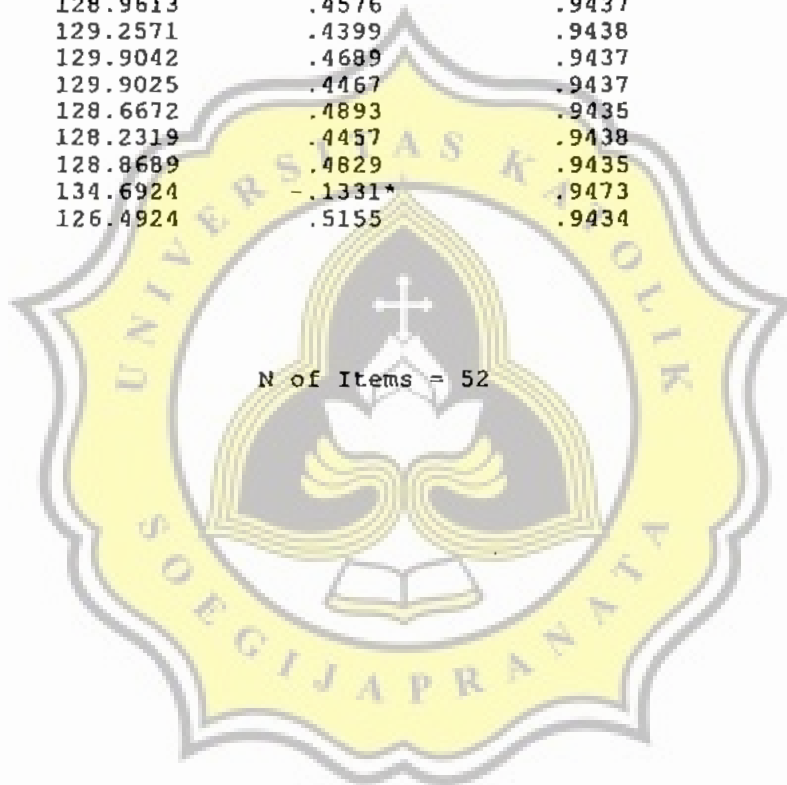 128.9613 .4576 .9437
129.2571 .4399 .9438
129.9042 .4689 .9437
129.9025 .4467 .9437
128.6672 .4893 .9435
128.2319 .4457 .9438
128.8689 .4829 .9435
134.6924 -.1331* .9473
126.4924 .5155 .9434
N of Items = 52
UNIVERSITAS KATOLIK
SOEGIJAPRANATA